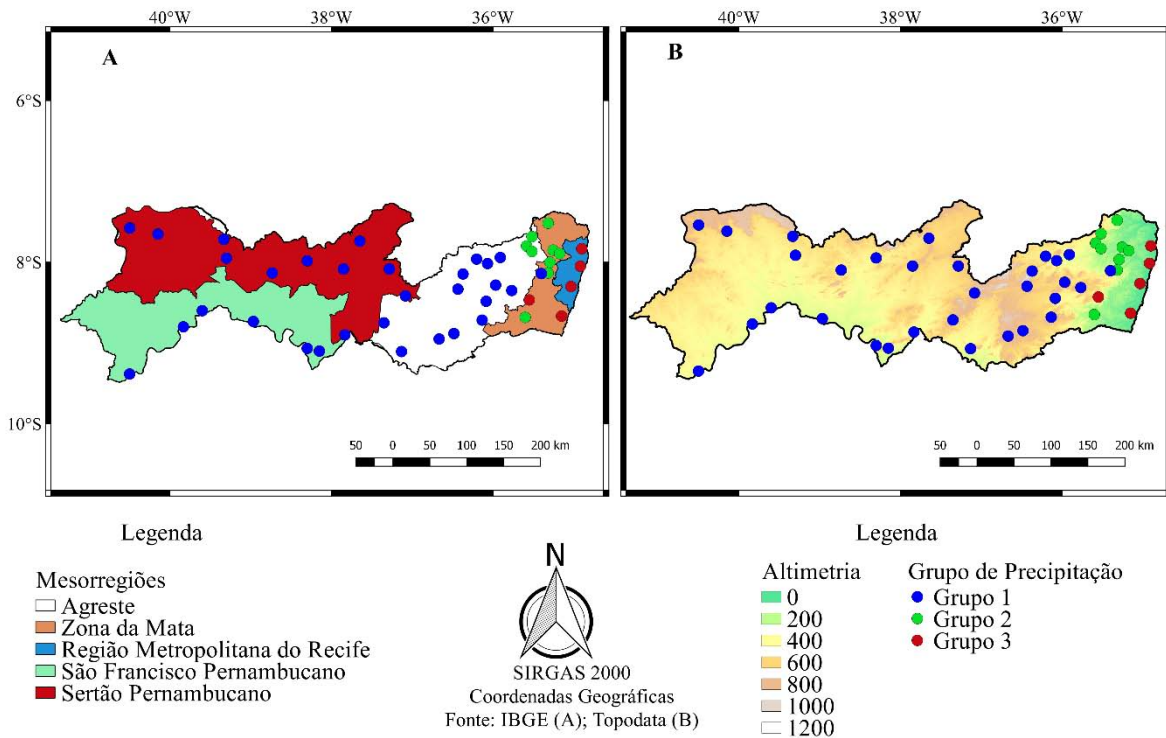 40°W 38°W 36°W
40°W 38°W 36°W
A
B
6°S
8°S
10°S
50 0 50 100 150 200 km
50 0 50 100 150 200 km
Legenda
Mesorregiões
Agreste
Zona da Mata
Região Metropolitana do Recife
São Francisco Pernambucano
Sertão Pernambucano
N
SIRGAS 2000
Coordenadas Geográficas
Fonte: IBGE (A); Topodata (B)
Legenda
Altimetria
0
200
400
600
800
1000
1200
Grupo de Precipitação
Grupo 1
Grupo 2
Grupo 3